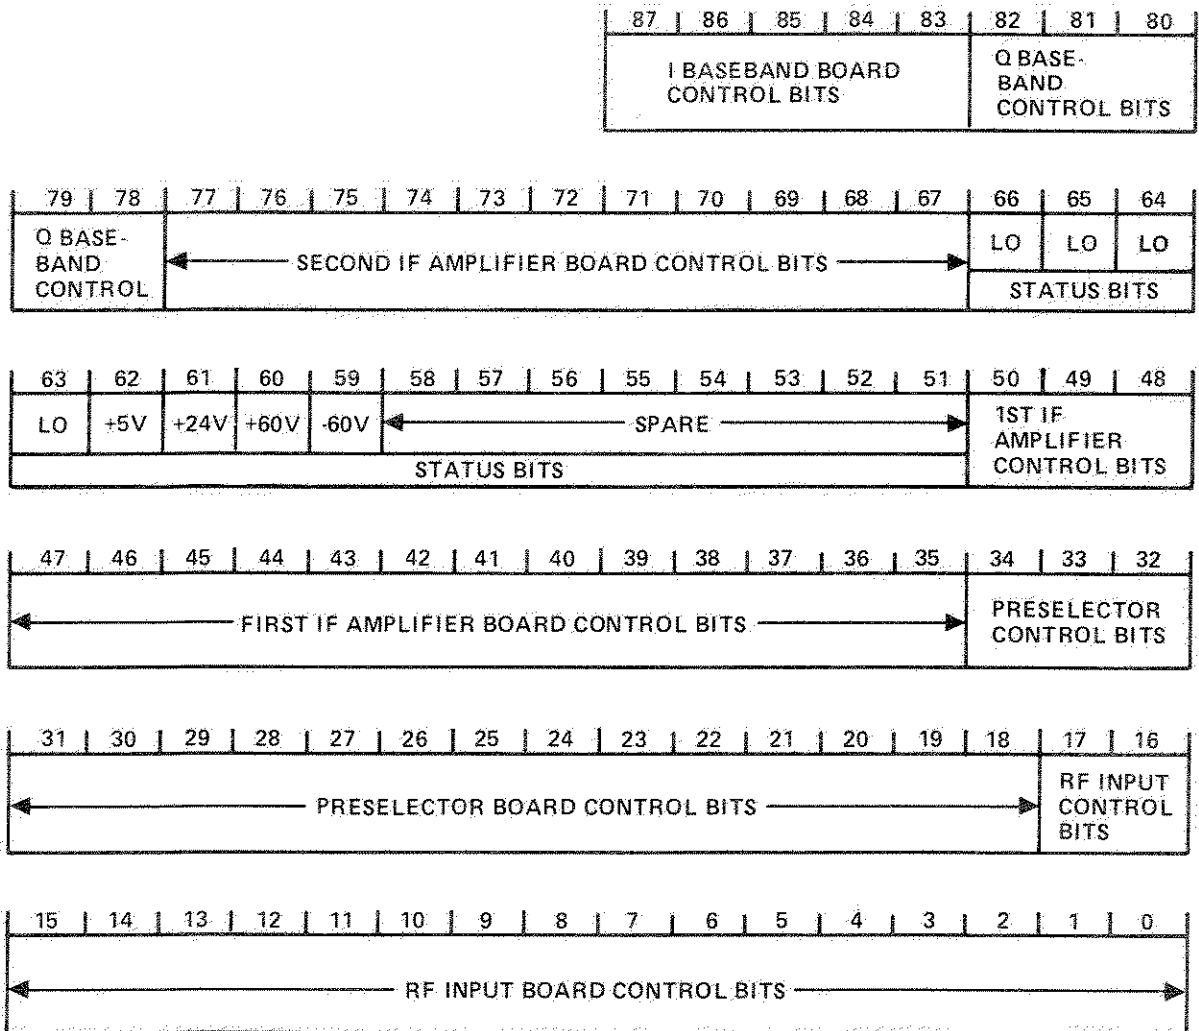 87 86 85 84 83 82 81 80
I BASEBAND BOARD
CONTROL BITS
Q BASE-
BAND
CONTROL BITS
79 78 77 76 75 74 73 72 71 70 69 68 67 66 65 64
Q BASE-
BAND
CONTROL
SECOND IF AMPLIFIER BOARD CONTROL BITS
LO LO LO
STATUS BITS
63 62 61 60 59 58 57 56 55 54 53 52 51 50 49 48
LO +5V +24V +60V -60V SPARE
STATUS BITS
1ST IF
AMPLIFIER
CONTROL BITS
47 46 45 44 43 42 41 40 39 38 37 36 35 34 33 32
FIRST IF AMPLIFIER BOARD CONTROL BITS
PRESELECTOR
CONTROL BITS
31 30 29 28 27 26 25 24 23 22 21 20 19 18 17 16
PRESELECTOR BOARD CONTROL BITS
RF INPUT
CONTROL
BITS
15 14 13 12 11 10 9 8 7 6 5 4 3 2 1 0
RF INPUT BOARD CONTROL BITS